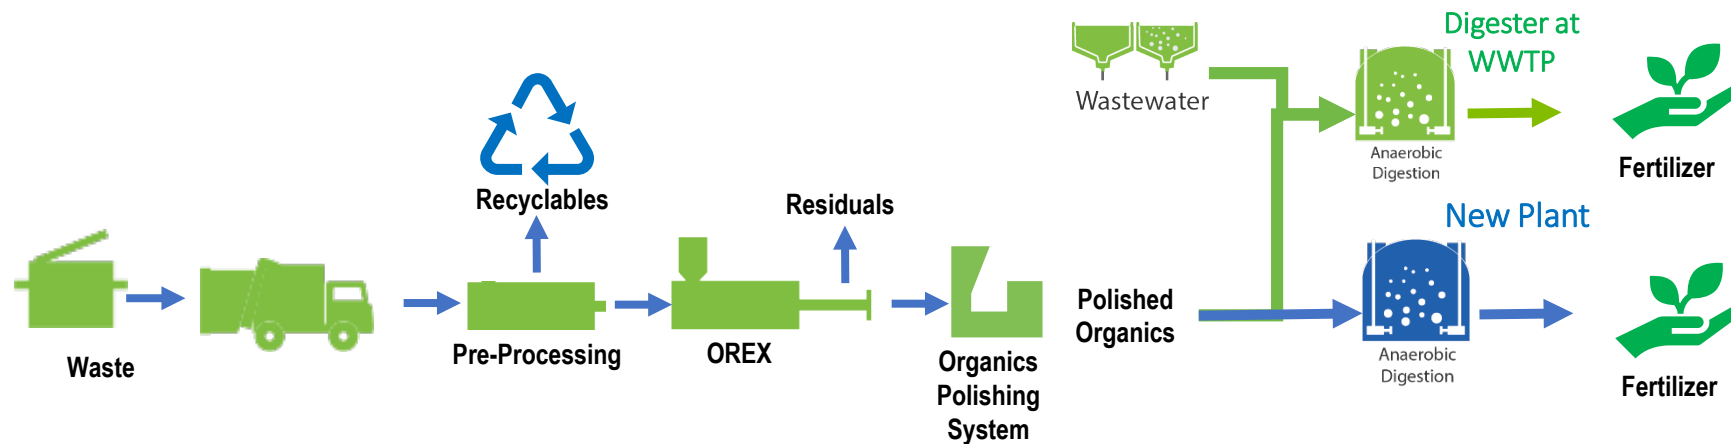 Waste
Recyclables
Pre-Processing
Residuals
OREX
Organics
Polishing
System
Polished
Organics
Wastewater
Digester at
WWTP
Anaerobic
Digestion
Fertilizer
New Plant
Anaerobic
Digestion
Fertilizer